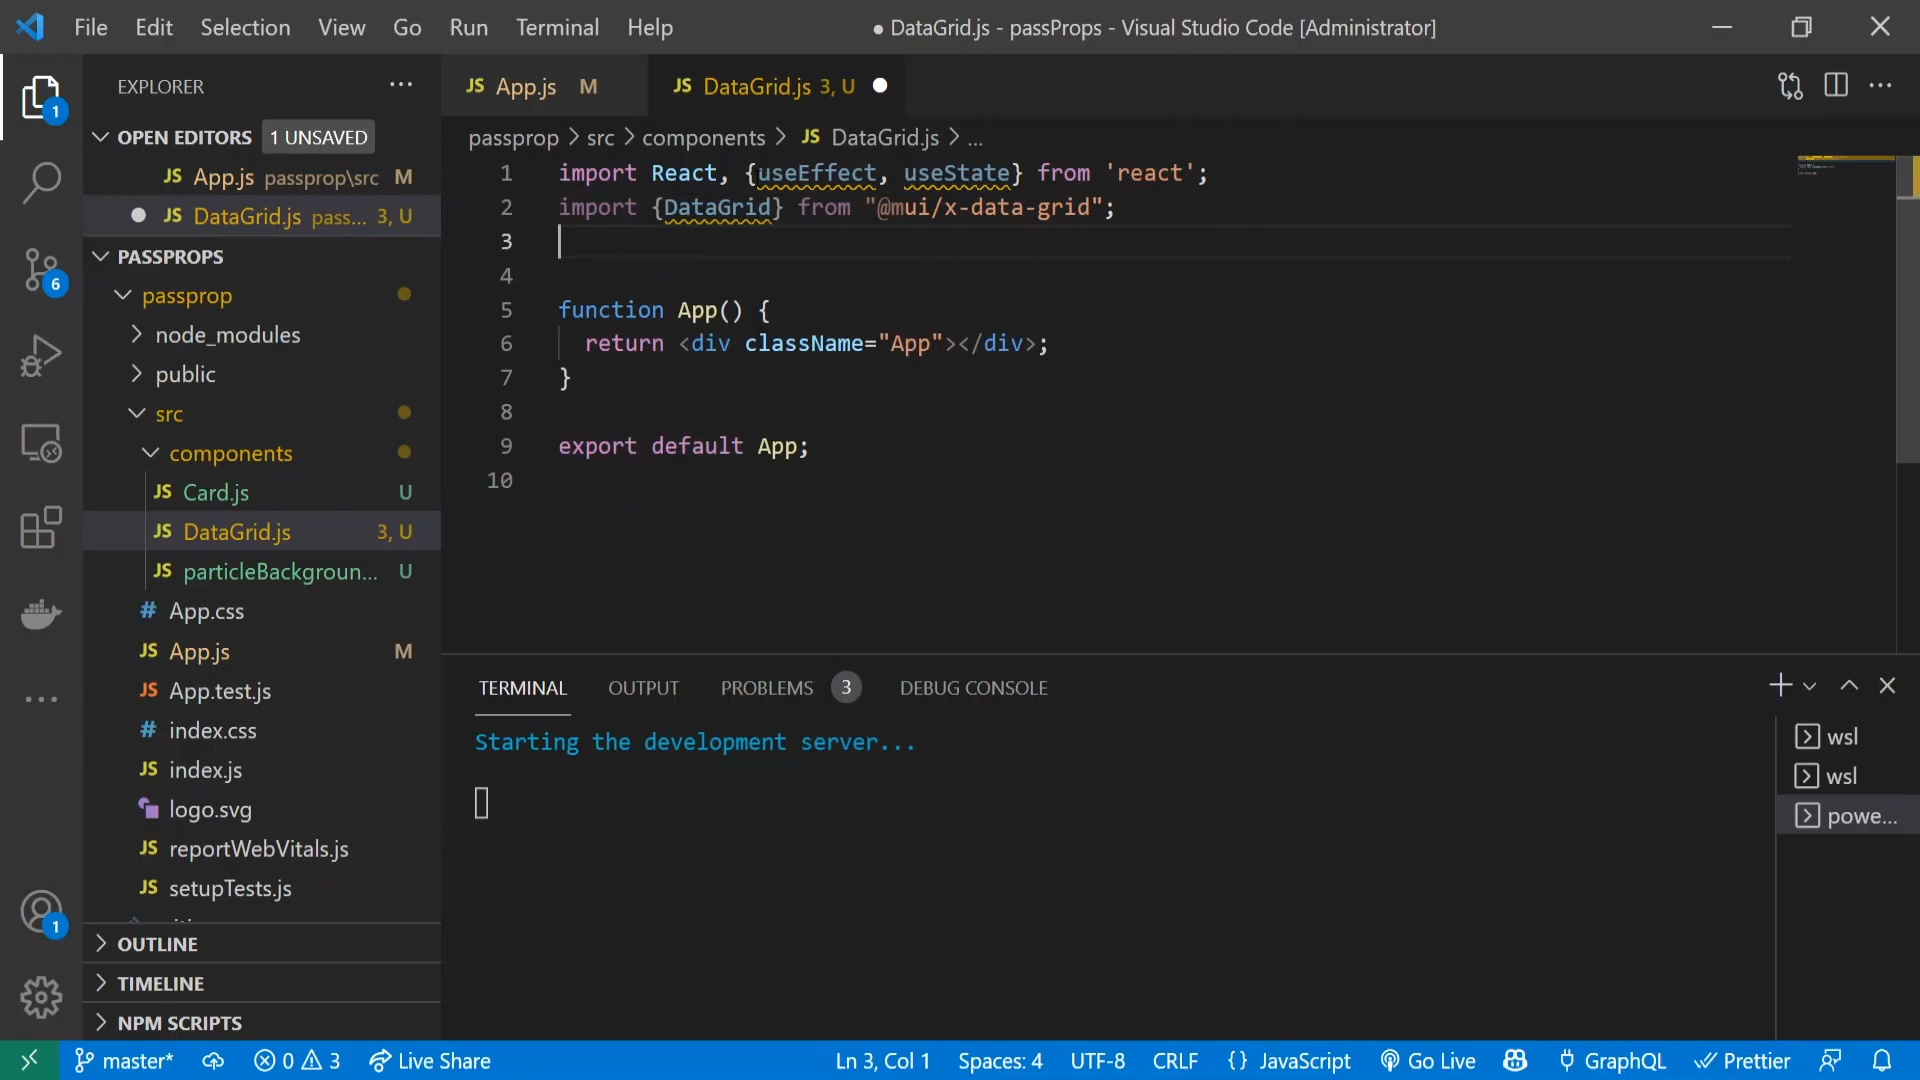 File Edit Selection View Go Run Terminal Help
● DataGrid.js - passProps - Visual Studio Code [Administrator]
EXPLORER
OPEN EDITORS 1 UNSAVED
JS App.js passprop\src M
JS DataGrid.js pass... 3, U
PASSPROPS
passprop
node_modules
public
src
components
JS Card.js U
JS DataGrid.js 3, U
JS particleBackgroun... U
# App.css
JS App.js M
JS App.test.js
# index.css
JS index.js
logo.svg
JS reportWebVitals.js
JS setupTests.js
OUTLINE
TIMELINE
NPM SCRIPTS
1
6
1
JS App.js M
JS DataGrid.js 3, U
passprop > src > components > JS DataGrid.js > ...
1 import React, {useEffect, useState} from 'react';
2 import {DataGrid} from "@mui/x-data-grid";
3
4
5 function App() {
6 return <div className="App"></div>;
7 }
8
9 export default App;
10
TERMINAL OUTPUT PROBLEMS 3 DEBUG CONSOLE
Starting the development server...
wsl
wsl
powe...
master* 0 3 Live Share
Ln 3, Col 1 Spaces: 4 UTF-8 CRLF {} JavaScript Go Live GraphQL Prettier